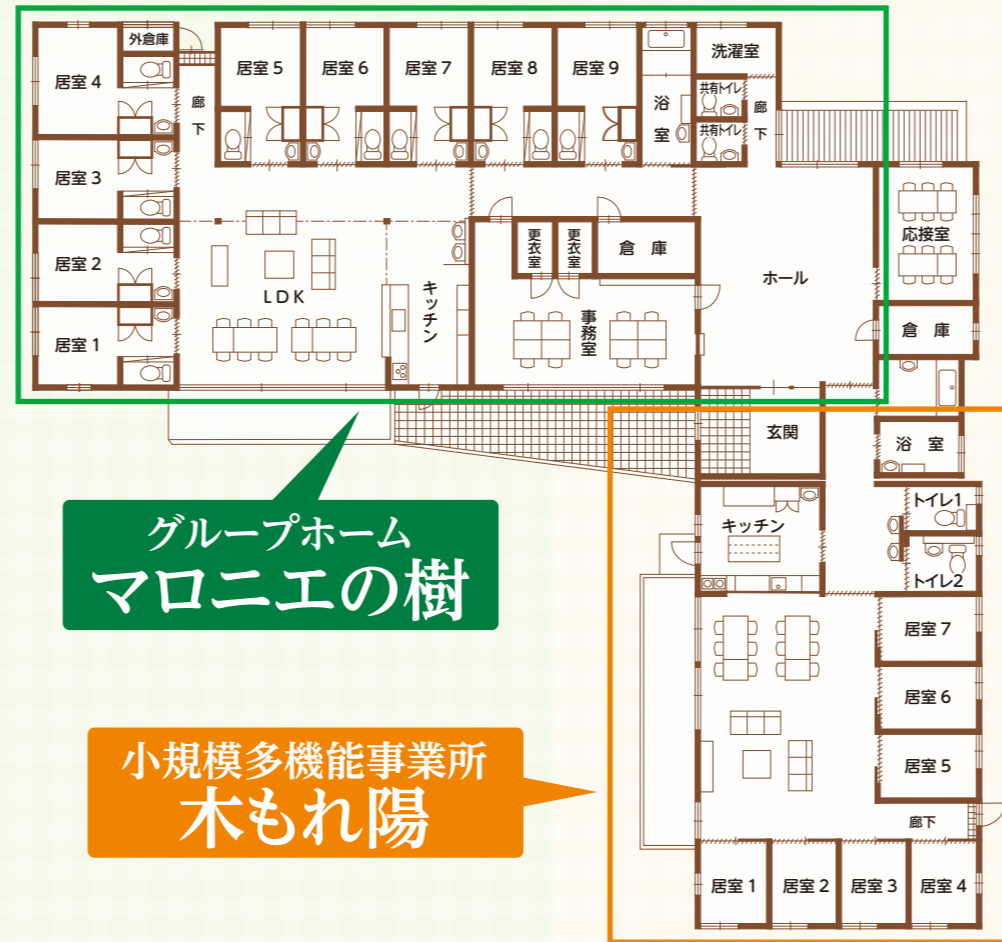 外倉庫
居室 4
廊下
居室 5
居室 6
居室 7
居室 8
居室 9
浴室
洗濯室
共有トイレ
共有トイレ
廊下
居室 3
居室 2
居室 1
LDK
キッチン
更衣室
更衣室
倉 庫
事務室
ホール
応接室
倉 庫
玄関
浴 室
グループホーム
マロニエの樹
キッチン
トイレ1
トイレ2
居室 7
居室 6
居室 5
廊下
小規模多機能事業所
木もれ陽
居室 1
居室 2
居室 3
居室 4